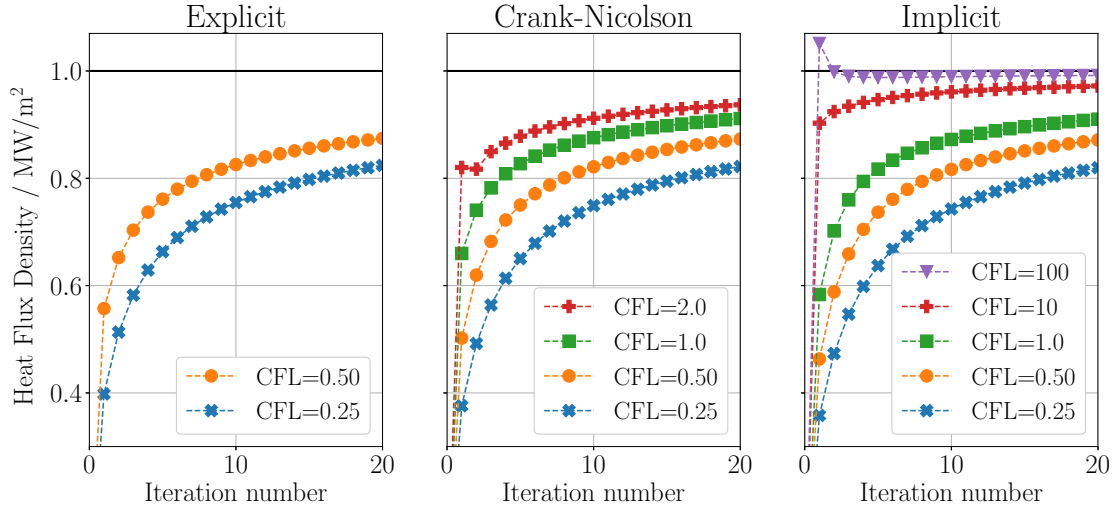 Explicit
Crank-Nicolson
Implicit
Heat Flux Density / MW/m²
1.0
0.8
0.6
0.4
CFL=0.50
CFL=0.25
0
10
20
Iteration number
CFL=2.0
CFL=1.0
CFL=0.50
CFL=0.25
0
10
20
Iteration number
CFL=100
CFL=10
CFL=1.0
CFL=0.50
CFL=0.25
0
10
20
Iteration number